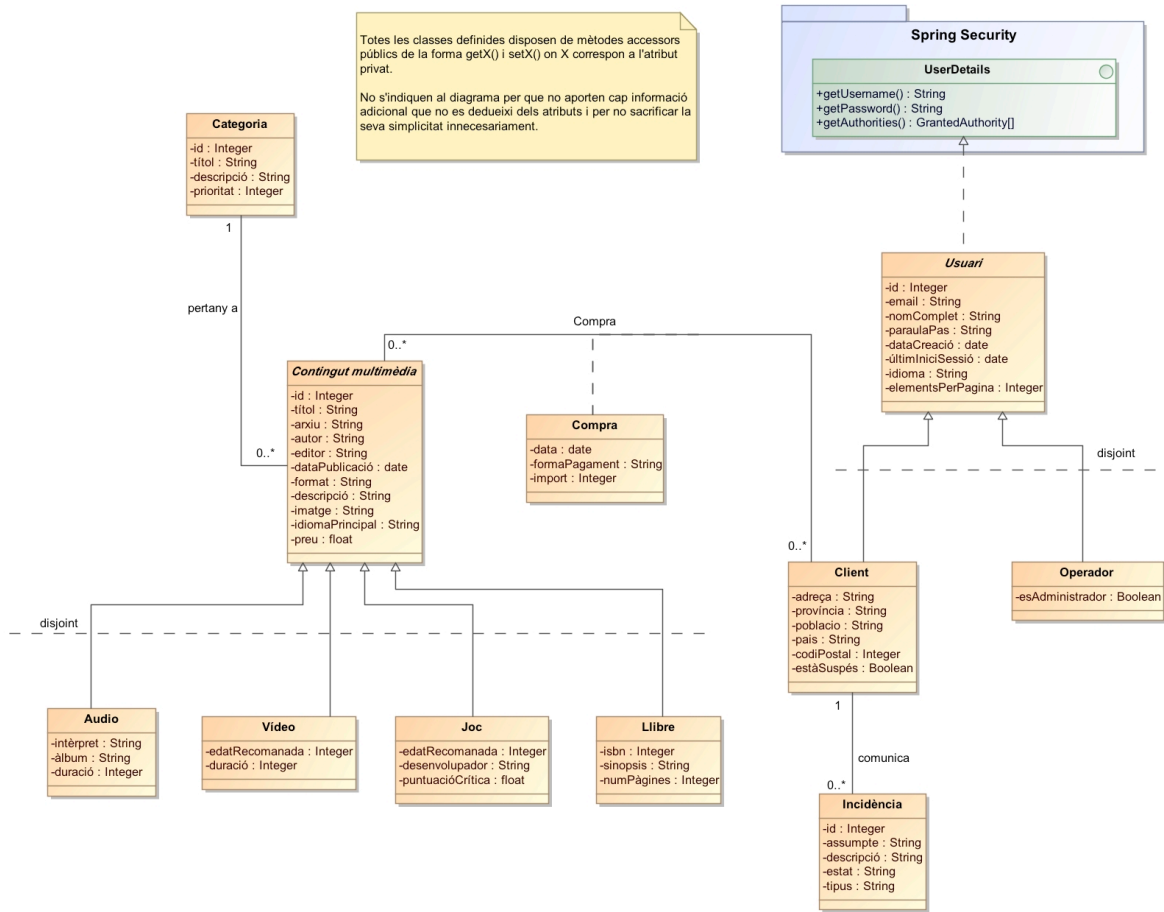 Totes les classes definides disposen de mètodes accessors
públics de la forma getX() i setX() on X correspon a l'atribut
privat.
No s'indiquen al diagrama per que no aporten cap informació
adicional que no es dedueixi dels atributs i per no sacrificar la
seva simplicitat innecesariament.
Spring Security
UserDetails
+getUsername() : String
+getPassword() : String
+getAuthorities() : GrantedAuthority[]
Categoria
-id : Integer
-títol : String
-descripció : String
-prioritat : Integer
1
pertany a
0..*
Usuari
-id : Integer
-email : String
-nomComplet : String
-paraulaPas : String
-dataCreació : date
-últimIniciSessió : date
-idioma : String
-elementsPerPagina : Integer
Compra
0..*
0..*
Contingut multimèdia
-id : Integer
-títol : String
-arxiu : String
-autor : String
-editor : String
-dataPublicació : date
-format : String
-descripció : String
-imatge : String
-idiomaPrincipal : String
-preu : float
Compra
-data : date
-formaPagament : String
-import : Integer
disjoint
Client
-adreça : String
-província : String
-poblacio : String
-pais : String
-codiPostal : Integer
-estàSuspés : Boolean
Operador
-esAdministrador : Boolean
disjoint
Audio
-intèrpret : String
-àlbum : String
-duració : Integer
Vídeo
-edatRecomanada : Integer
-duració : Integer
Joc
-edatRecomanada : Integer
-desenvolupador : String
-puntuacióCrítica : float
Llibre
-isbn : Integer
-sinopsis : String
-numPàgines : Integer
1
comunica
0..*
Incidència
-id : Integer
-assumpte : String
-descripció : String
-estat : String
-tipus : String